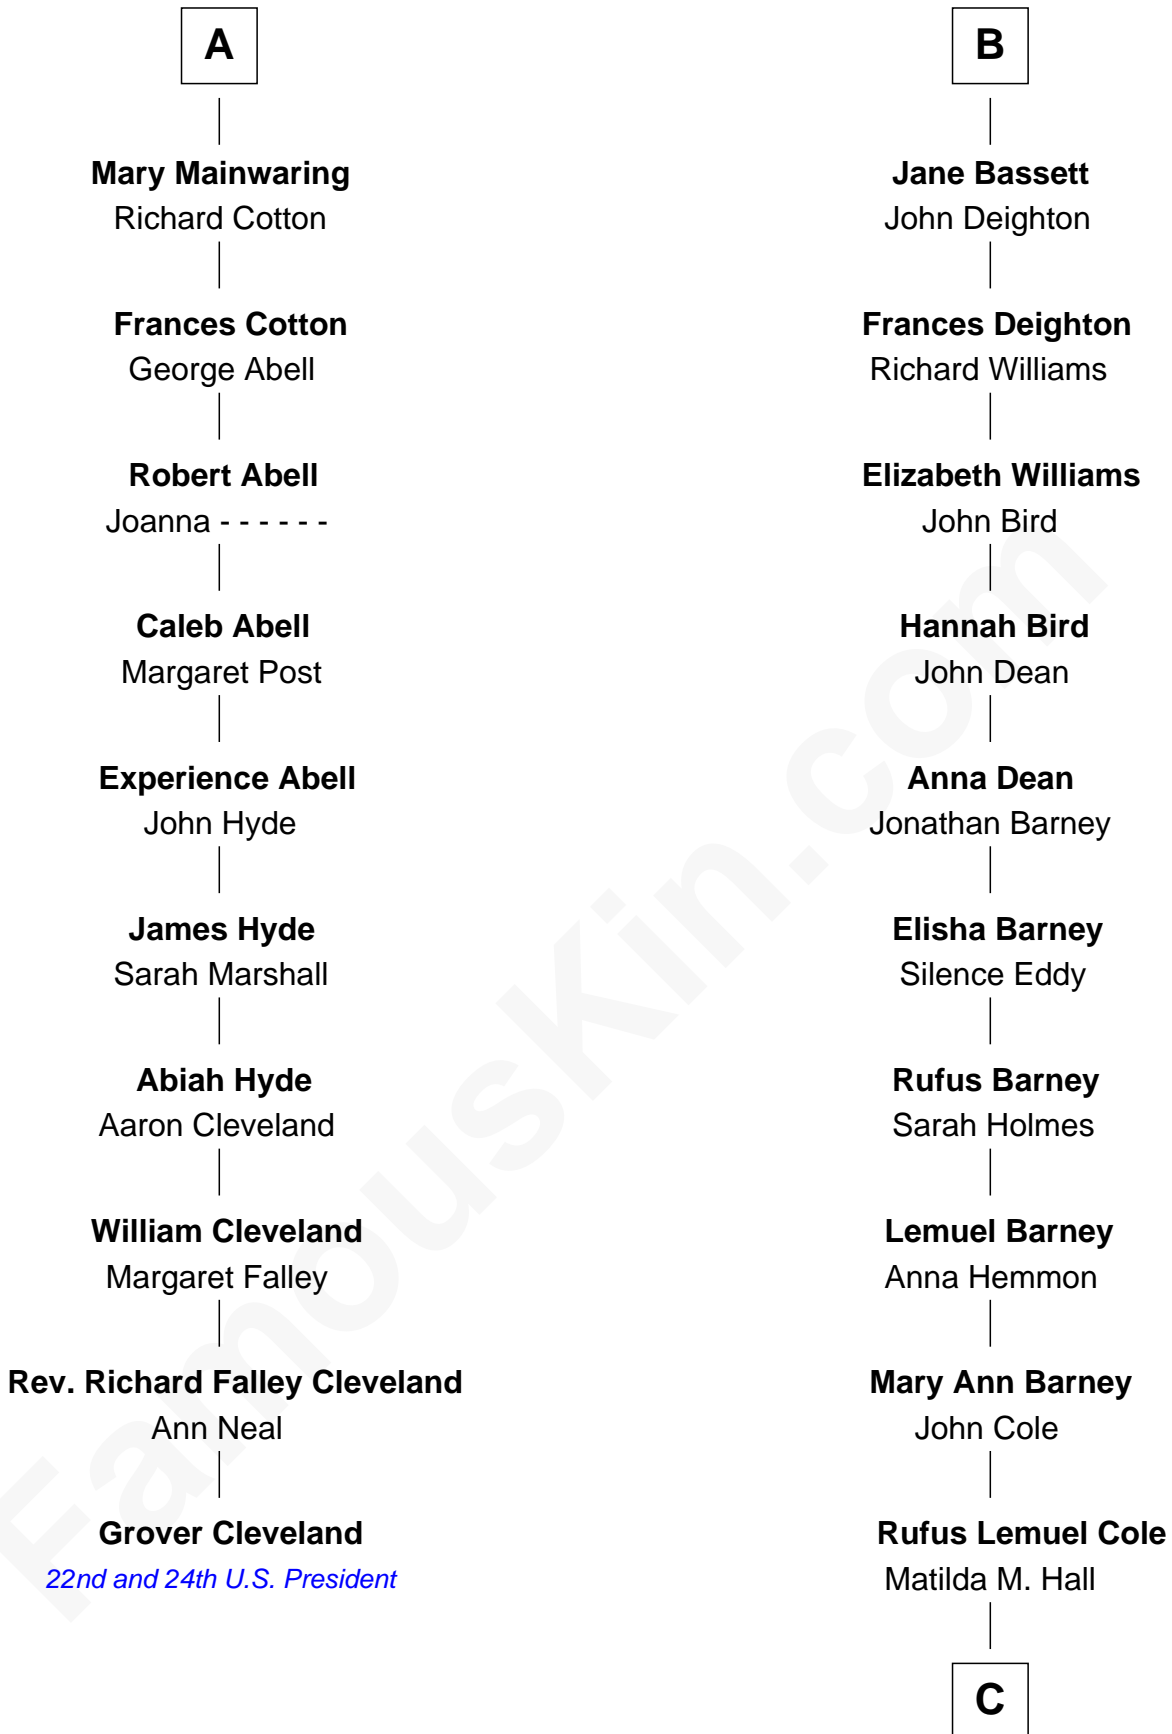 A
Mary Mainwaring
Richard Cotton
Frances Cotton
George Abell
Robert Abell
Joanna - - - - - -
Caleb Abell
Margaret Post
Experience Abell
John Hyde
James Hyde
Sarah Marshall
Abiah Hyde
Aaron Cleveland
William Cleveland
Margaret Falley
Rev. Richard Falley Cleveland
Ann Neal
Grover Cleveland
22nd and 24th U.S. President
B
Jane Bassett
John Deighton
Frances Deighton
Richard Williams
Elizabeth Williams
John Bird
Hannah Bird
John Dean
Anna Dean
Jonathan Barney
Elisha Barney
Silence Eddy
Rufus Barney
Sarah Holmes
Lemuel Barney
Anna Hemmon
Mary Ann Barney
John Cole
Rufus Lemuel Cole
Matilda M. Hall
C
FamousKin.com